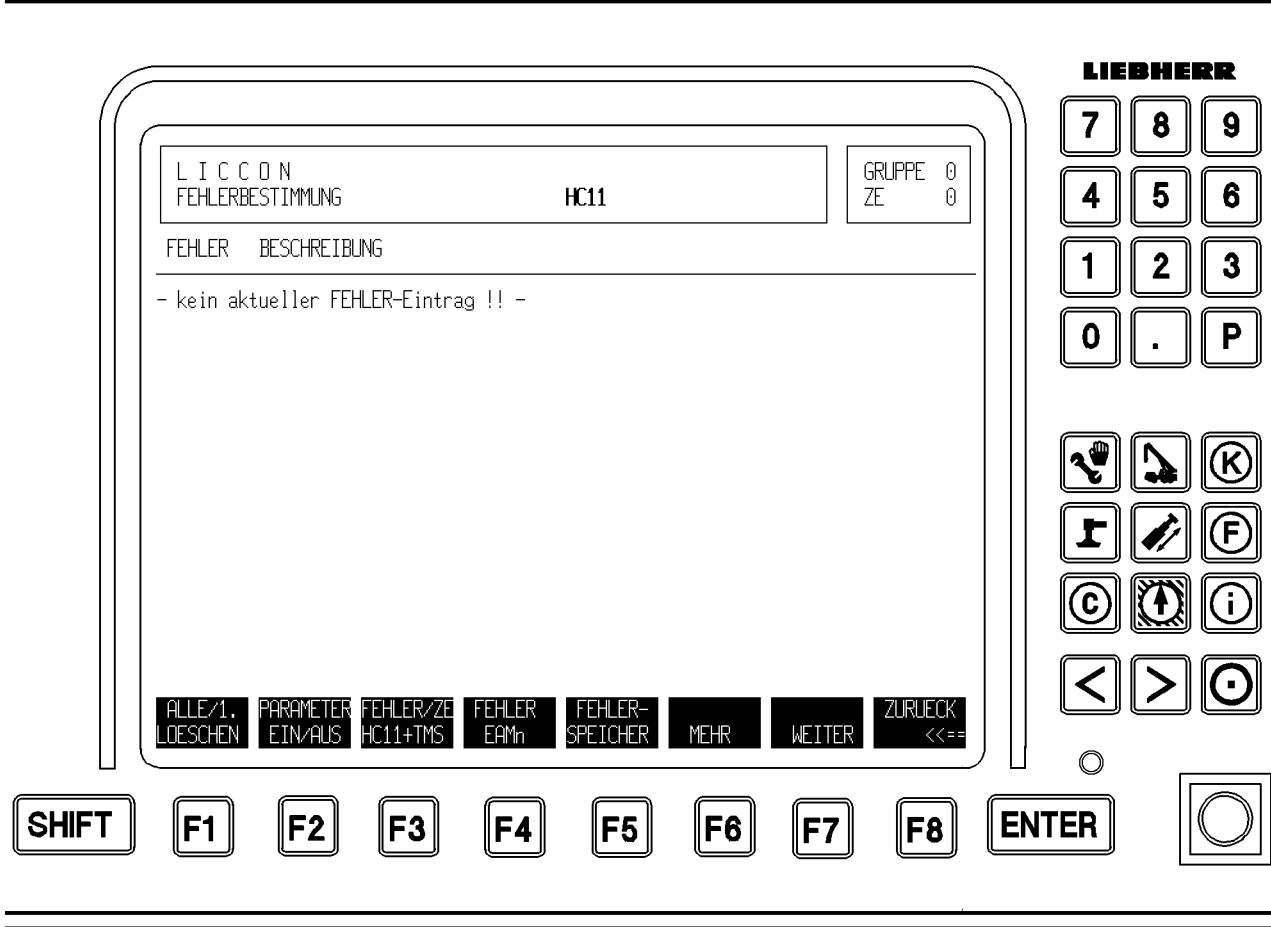 LIEBHERR
L I C C O N
FEHLERBESTIMMUNG HC11
GRUPPE 0
ZE 0
FEHLER BESCHREIBUNG
- kein aktueller FEHLER-Eintrag !! -
ALLE/1. LOESCHEN
PARAMETER EIN/AUS
FEHLER/ZE HC11+TMS
FEHLER EAMn
FEHLER- SPEICHER
MEHR
WEITER
ZURUECK <<==
7 8 9
4 5 6
1 2 3
0 . P
K
F
C i
< >
SHIFT F1 F2 F3 F4 F5 F6 F7 F8 ENTER